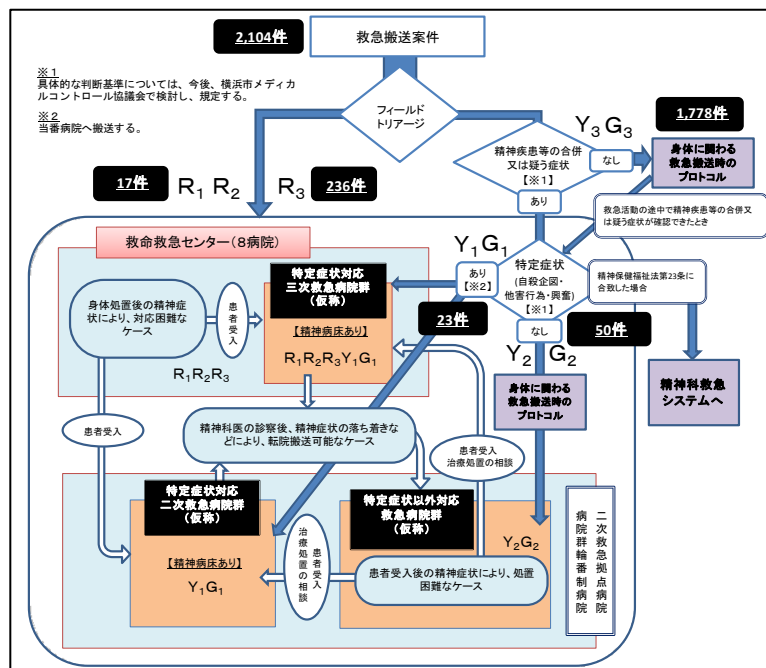 2,104件
救急搬送案件
※１
具体的な判断基準については、今後、横浜市メディカ
ルコントロール協議会で検討し、規定する。
※２
当番病院へ搬送する。
フィールド
トリアージ
Y3 G3
1,778件
精神疾患等の合併
又は疑う症状
【※１】
なし
身体に関わる
救急搬送時の
プロトコル
あり
17件
R1 R2
R3
236件
救急活動の途中で精神疾患等の合併又
は疑う症状が確認できたとき
救命救急センター（８病院）
Y1G1
あり
【※２】
特定症状
(自殺企図・
他害行為・興奮)
【※１】
精神保健福祉法第23条に
合致した場合
なし
23件
50件
Y2 G2
特定症状対応
三次救急病院群
（仮称）
【精神病床あり】
R1R2R3Y1G1
身体処置後の精神症
状により、対応困難な
ケース
患者受入
R1R2R3
身体に関わる
救急搬送時の
プロトコル
精神科救急
システムへ
患者受入
精神科医の診察後、精神症状の落ち着きな
どにより、転院搬送可能なケース
患者受入
治療処置の相談
特定症状対応
二次救急病院群
（仮称）
【精神病床あり】
Y1G1
特定症状以外対応
救急病院群
（仮称）
Y2G2
患者受入
治療処置の相談
患者受入後の精神症状により、処置
困難なケース
二次救急拠点病院
病院群輪番制病院